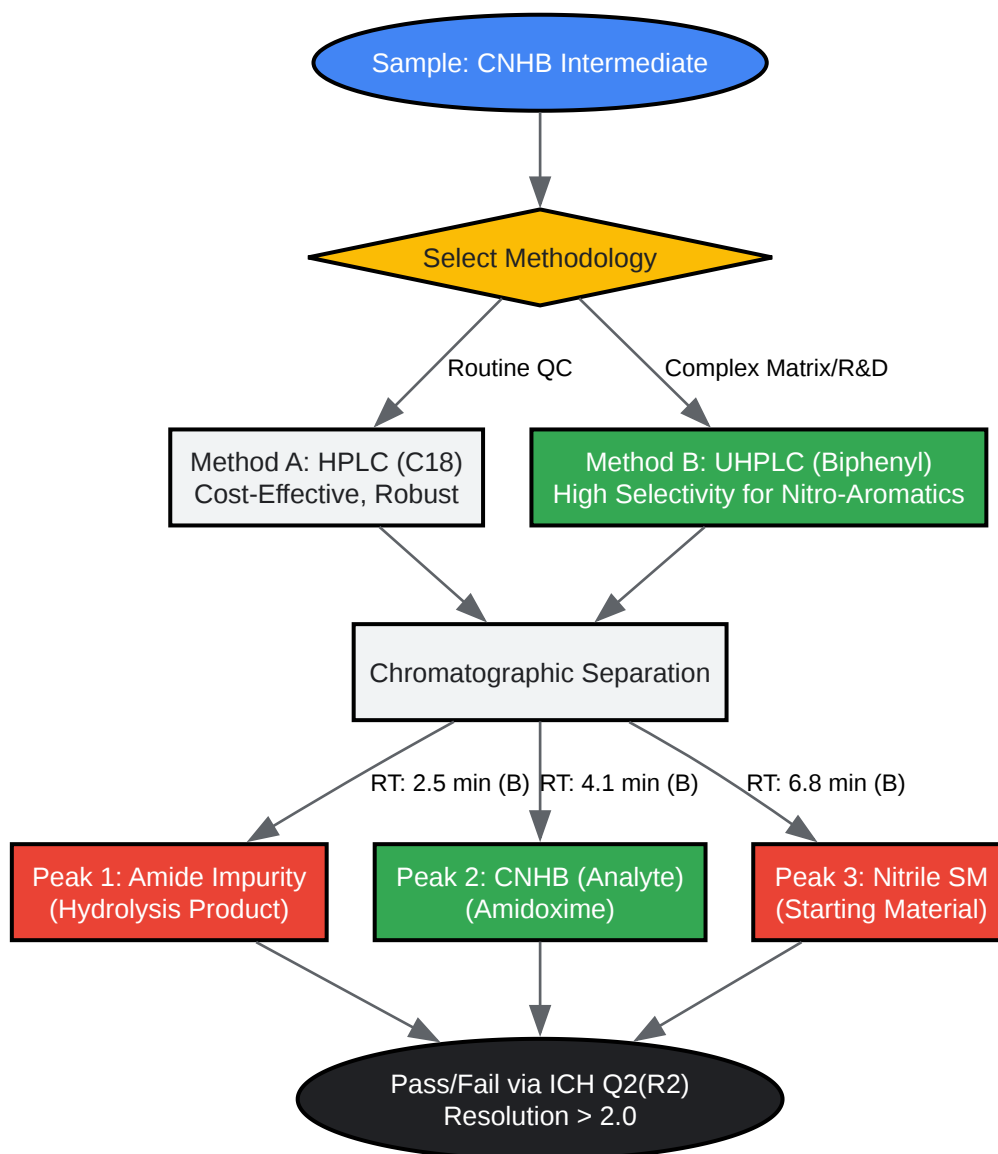 Sample: CNHB Intermediate
Select Methodology
Routine QC
Complex Matrix/R&D
Method A: HPLC (C18)
Cost-Effective, Robust
Method B: UHPLC (Biphenyl)
High Selectivity for Nitro-Aromatics
Chromatographic Separation
RT: 2.5 min (B)
RT: 4.1 min (B)
RT: 6.8 min (B)
Peak 1: Amide Impurity
(Hydrolysis Product)
Peak 2: CNHB (Analyte)
(Amidoxime)
Peak 3: Nitrile SM
(Starting Material)
Pass/Fail via ICH Q2(R2)
Resolution > 2.0